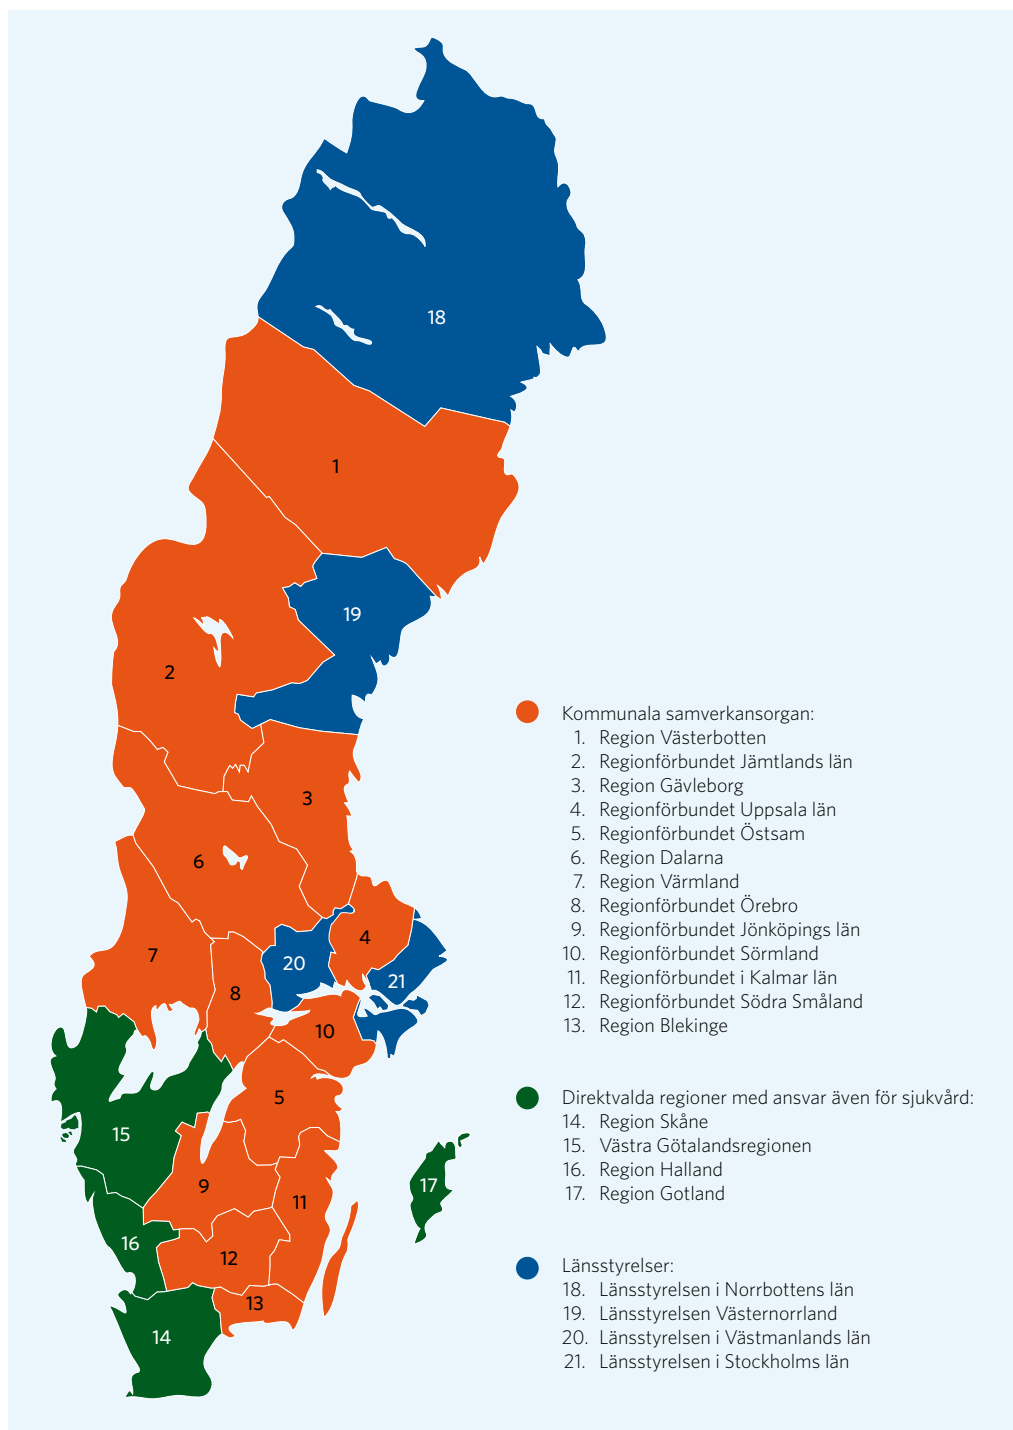 18
1
19
2
3
6
4
7
20
21
8
10
5
15
9
17
11
16
12
13
14
Kommunala samverkansorgan:
1. Region Västerbotten
2. Regionförbundet Jämtlands län
3. Region Gävleborg
4. Regionförbundet Uppsala län
5. Regionförbundet Östsam
6. Region Dalarna
7. Region Värmland
8. Regionförbundet Örebro
9. Regionförbundet Jönköpings län
10. Regionförbundet Sörmland
11. Regionförbundet i Kalmar län
12. Regionförbundet Södra Småland
13. Region Blekinge
Direktvalda regioner med ansvar även för sjukvård:
14. Region Skåne
15. Västra Götalandsregionen
16. Region Halland
17. Region Gotland
Länsstyrelser:
18. Länsstyrelsen i Norrbottens län
19. Länsstyrelsen Västernorrland
20. Länsstyrelsen i Västmanlands län
21. Länsstyrelsen i Stockholms län